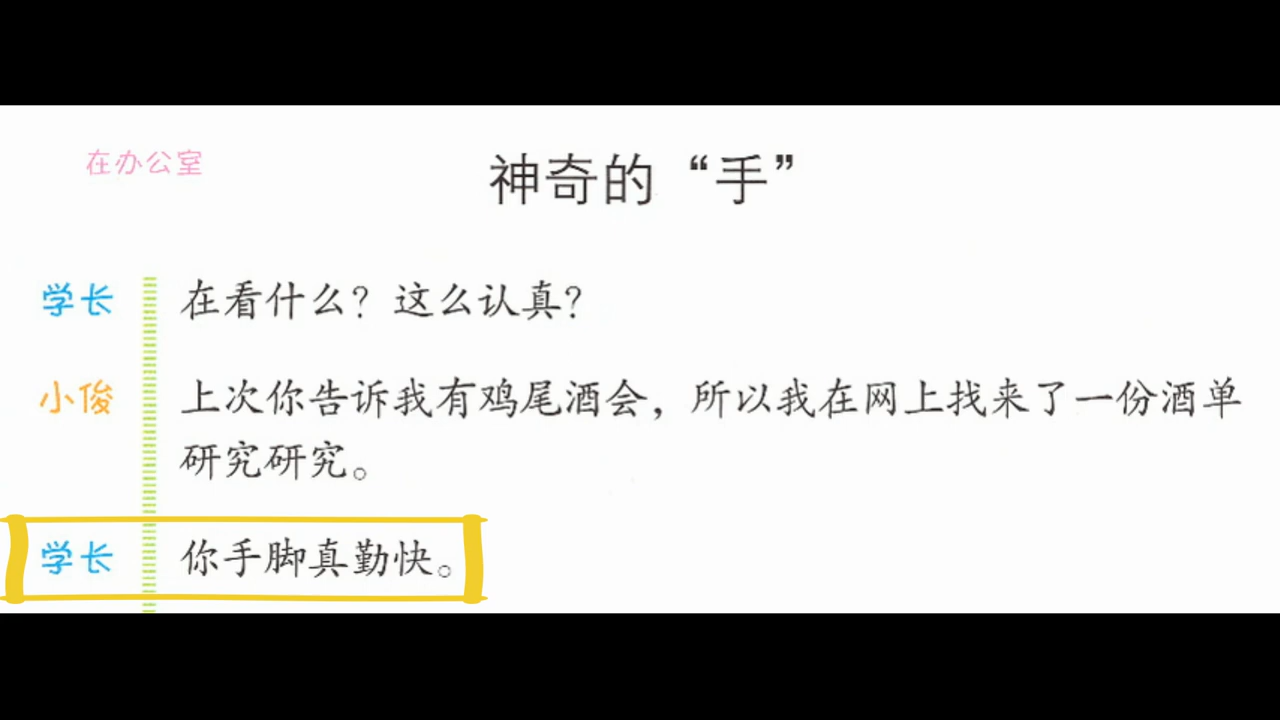 在办公室
神奇的“手”
学长 在看什么？这么认真？
小俊 上次你告诉我有鸡尾酒会，所以我在网上找来了一份酒单
研究研究。
学长 你手脚真勤快。